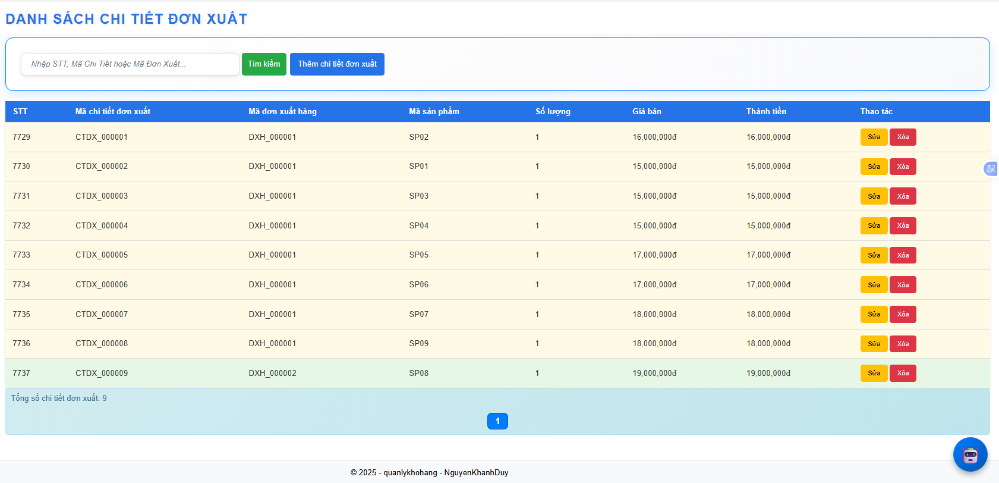 DANH SÁCH CHI TIẾT ĐƠN XUẤT
Nhập STT, Mã Chi Tiết hoặc Mã Đơn Xuất... Tìm kiếm Thêm chi tiết đơn xuất
STT Mã chi tiết đơn xuất Mã đơn xuất hàng Mã sản phẩm Số lượng Giá bán Thành tiền Thao tác
7729 CTDX_000001 DXH_000001 SP02 1 16,000,000đ 16,000,000đ Sửa Xóa
7730 CTDX_000002 DXH_000001 SP01 1 15,000,000đ 15,000,000đ Sửa Xóa
7731 CTDX_000003 DXH_000001 SP03 1 15,000,000đ 15,000,000đ Sửa Xóa
7732 CTDX_000004 DXH_000001 SP04 1 15,000,000đ 15,000,000đ Sửa Xóa
7733 CTDX_000005 DXH_000001 SP05 1 17,000,000đ 17,000,000đ Sửa Xóa
7734 CTDX_000006 DXH_000001 SP06 1 17,000,000đ 17,000,000đ Sửa Xóa
7735 CTDX_000007 DXH_000001 SP07 1 18,000,000đ 18,000,000đ Sửa Xóa
7736 CTDX_000008 DXH_000001 SP09 1 18,000,000đ 18,000,000đ Sửa Xóa
7737 CTDX_000009 DXH_000002 SP08 1 19,000,000đ 19,000,000đ Sửa Xóa
Tổng số chi tiết đơn xuất: 9
1
© 2025 - quanlykhohang - NguyenKhanhDuy